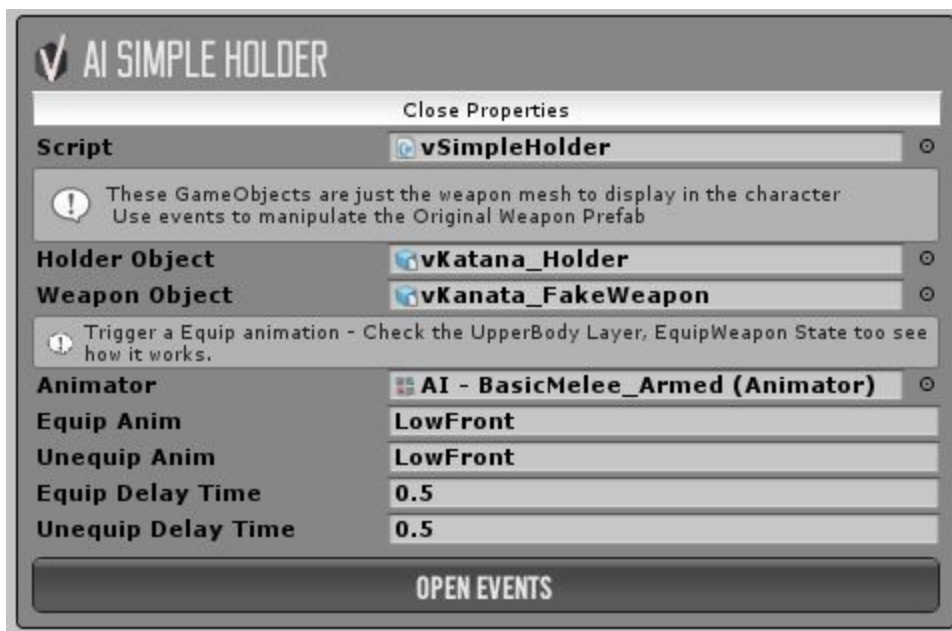 AI SIMPLE HOLDER
Close Properties
Script vSimpleHolder
These GameObjects are just the weapon mesh to display in the character
Use events to manipulate the Original Weapon Prefab
Holder Object vKatana_Holder
Weapon Object vKanata_FakeWeapon
Trigger a Equip animation - Check the UpperBody Layer, EquipWeapon State too see
how it works.
Animator AI - BasicMelee_Armed (Animator)
Equip Anim LowFront
Unequip Anim LowFront
Equip Delay Time 0.5
Unequip Delay Time 0.5
OPEN EVENTS